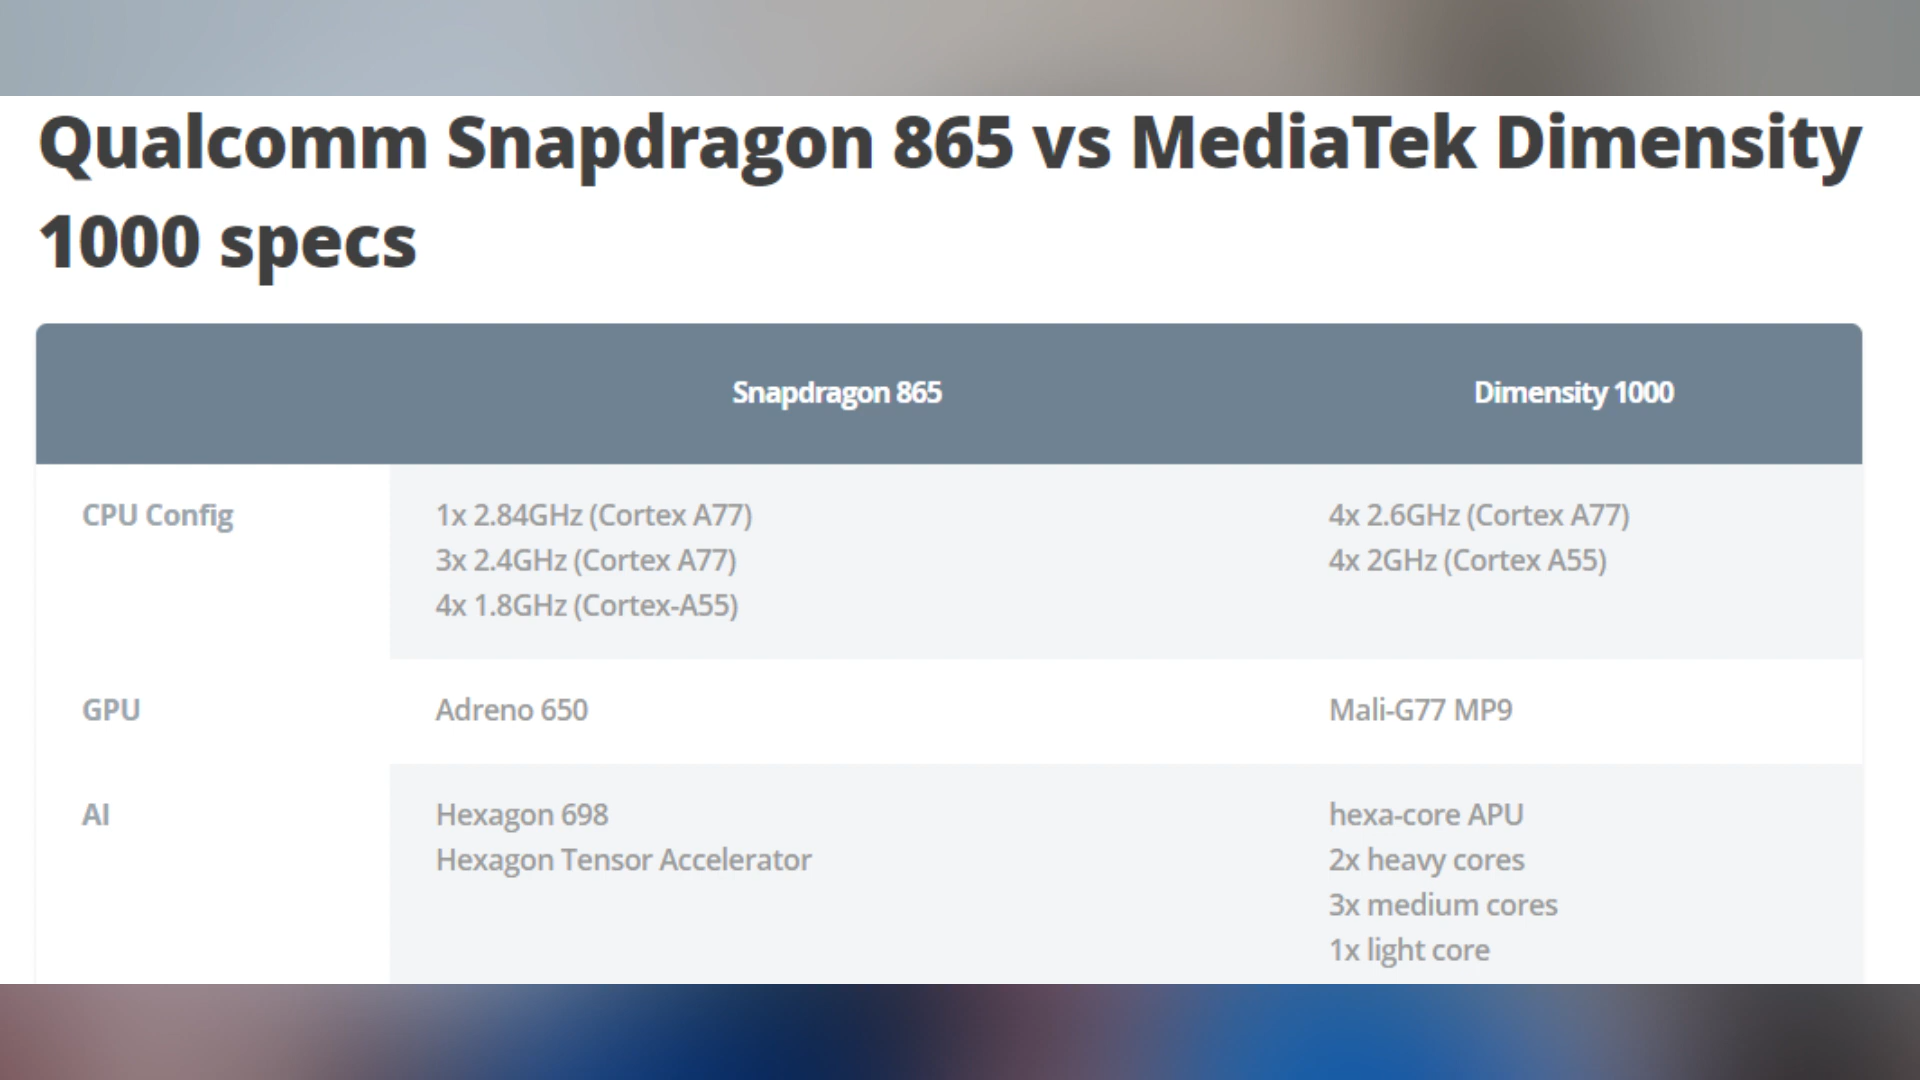 Qualcomm Snapdragon 865 vs MediaTek Dimensity
1000 specs
Snapdragon 865
Dimensity 1000
CPU Config
1x 2.84GHz (Cortex A77)
3x 2.4GHz (Cortex A77)
4x 1.8GHz (Cortex-A55)
4x 2.6GHz (Cortex A77)
4x 2GHz (Cortex A55)
GPU
Adreno 650
Mali-G77 MP9
AI
Hexagon 698
Hexagon Tensor Accelerator
hexa-core APU
2x heavy cores
3x medium cores
1x light core